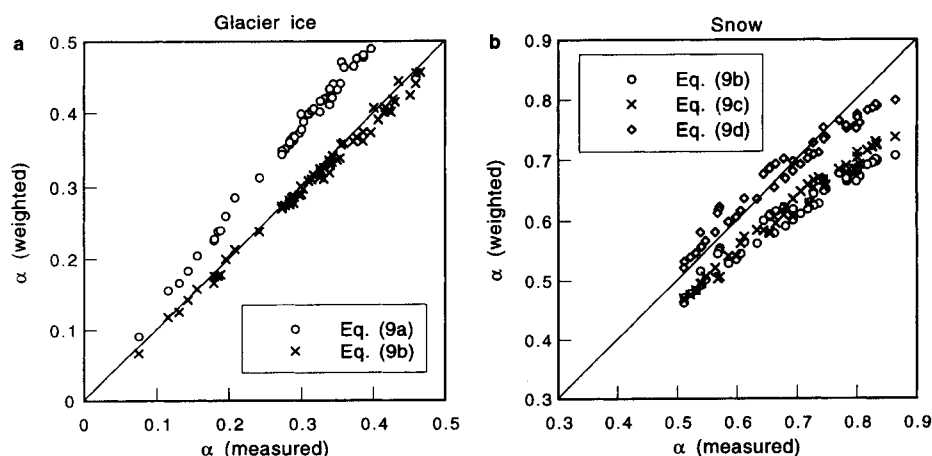 Glacier ice
a
0.5
0.4
0.3
0.2
0.1
0
α (weighted)
Eq. (9a)
Eq. (9b)
0
0.1
0.2
0.3
0.4
0.5
α (measured)
Snow
b
0.9
0.8
0.7
0.6
0.5
0.4
0.3
α (weighted)
Eq. (9b)
Eq. (9c)
Eq. (9d)
0.3
0.4
0.5
0.6
0.7
0.8
0.9
α (measured)